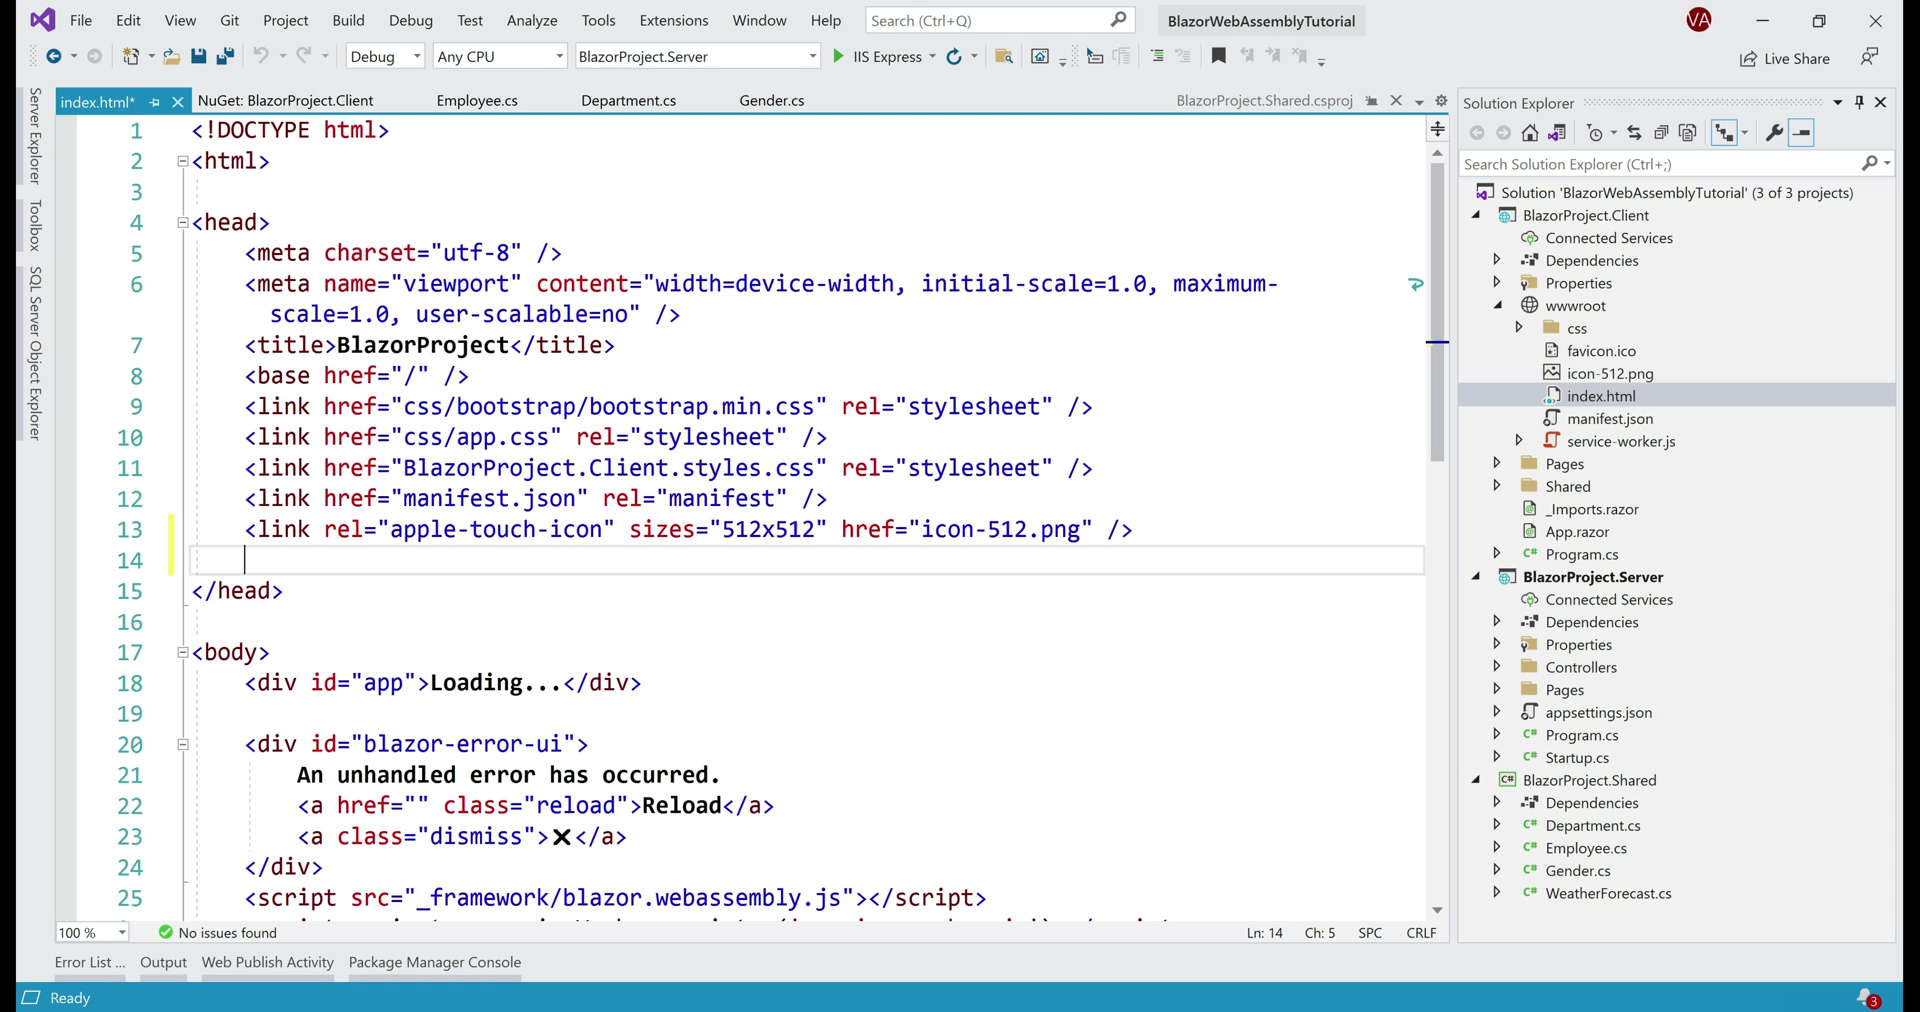 File Edit View Git Project Build Debug Test Analyze Tools Extensions Window Help Search (Ctrl+Q) BlazorWebAssemblyTutorial VA
Debug Any CPU BlazorProject.Server IIS Express Live Share
index.html* NuGet: BlazorProject.Client Employee.cs Department.cs Gender.cs BlazorProject.Shared.csproj
Server Explorer
Toolbox
SQL Server Object Explorer
1 <!DOCTYPE html>
2 <html>
3
4 <head>
5 <meta charset="utf-8" />
6 <meta name="viewport" content="width=device-width, initial-scale=1.0, maximum-
scale=1.0, user-scalable=no" />
7 <title>BlazorProject</title>
8 <base href="/" />
9 <link href="css/bootstrap/bootstrap.min.css" rel="stylesheet" />
10 <link href="css/app.css" rel="stylesheet" />
11 <link href="BlazorProject.Client.styles.css" rel="stylesheet" />
12 <link href="manifest.json" rel="manifest" />
13 <link rel="apple-touch-icon" sizes="512x512" href="icon-512.png" />
14
15 </head>
16
17 <body>
18 <div id="app">Loading...</div>
19
20 <div id="blazor-error-ui">
21 An unhandled error has occurred.
22 <a href="" class="reload">Reload</a>
23 <a class="dismiss">🗙</a>
24 </div>
25 <script src="_framework/blazor.webassembly.js"></script>
100 % No issues found Ln: 14 Ch: 5 SPC CRLF
Error List ... Output Web Publish Activity Package Manager Console
Ready 3
Solution Explorer
Search Solution Explorer (Ctrl+;)
Solution 'BlazorWebAssemblyTutorial' (3 of 3 projects)
BlazorProject.Client
Connected Services
Dependencies
Properties
wwwroot
css
favicon.ico
icon-512.png
index.html
manifest.json
service-worker.js
Pages
Shared
_Imports.razor
App.razor
C# Program.cs
BlazorProject.Server
Connected Services
Dependencies
Properties
Controllers
Pages
appsettings.json
C# Program.cs
C# Startup.cs
C# BlazorProject.Shared
Dependencies
C# Department.cs
C# Employee.cs
C# Gender.cs
C# WeatherForecast.cs